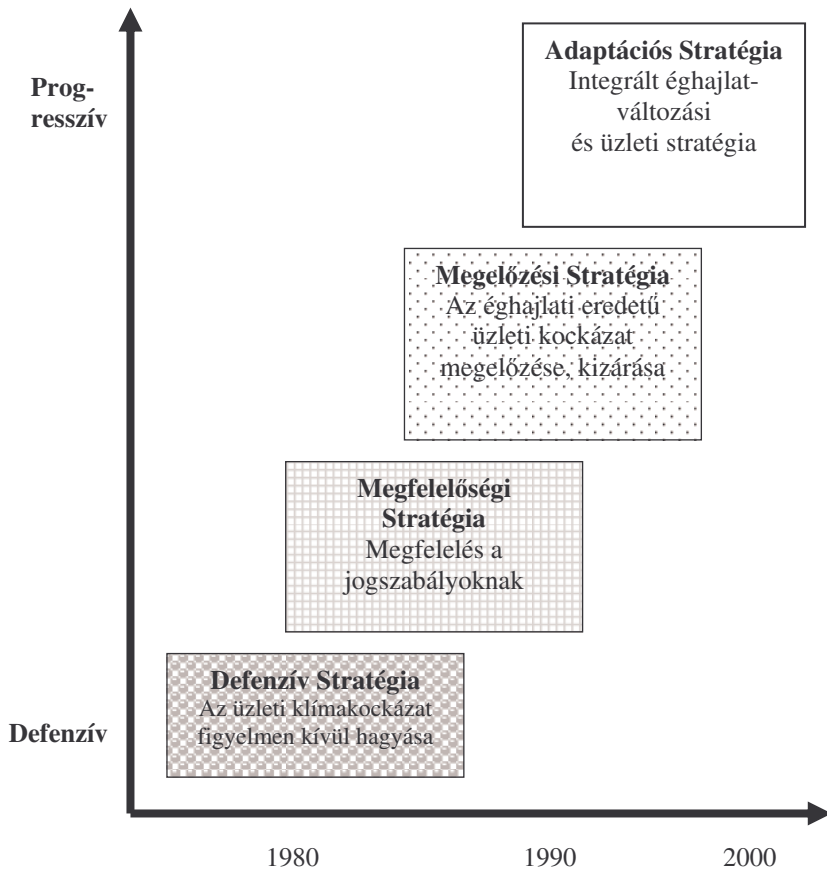 Adaptációs Stratégia
Integrált éghajlat-
változási
és üzleti stratégia
Prog-
resszív
Megelőzési Stratégia
Az éghajlati eredetű
üzleti kockázat
megelőzése, kizárása
Megfelelőségi
Stratégia
Megfelelés a
jogszabályoknak
Defenzív Stratégia
Az üzleti klímakockázat
figyelmen kívül hagyása
Defenzív
1980 1990 2000